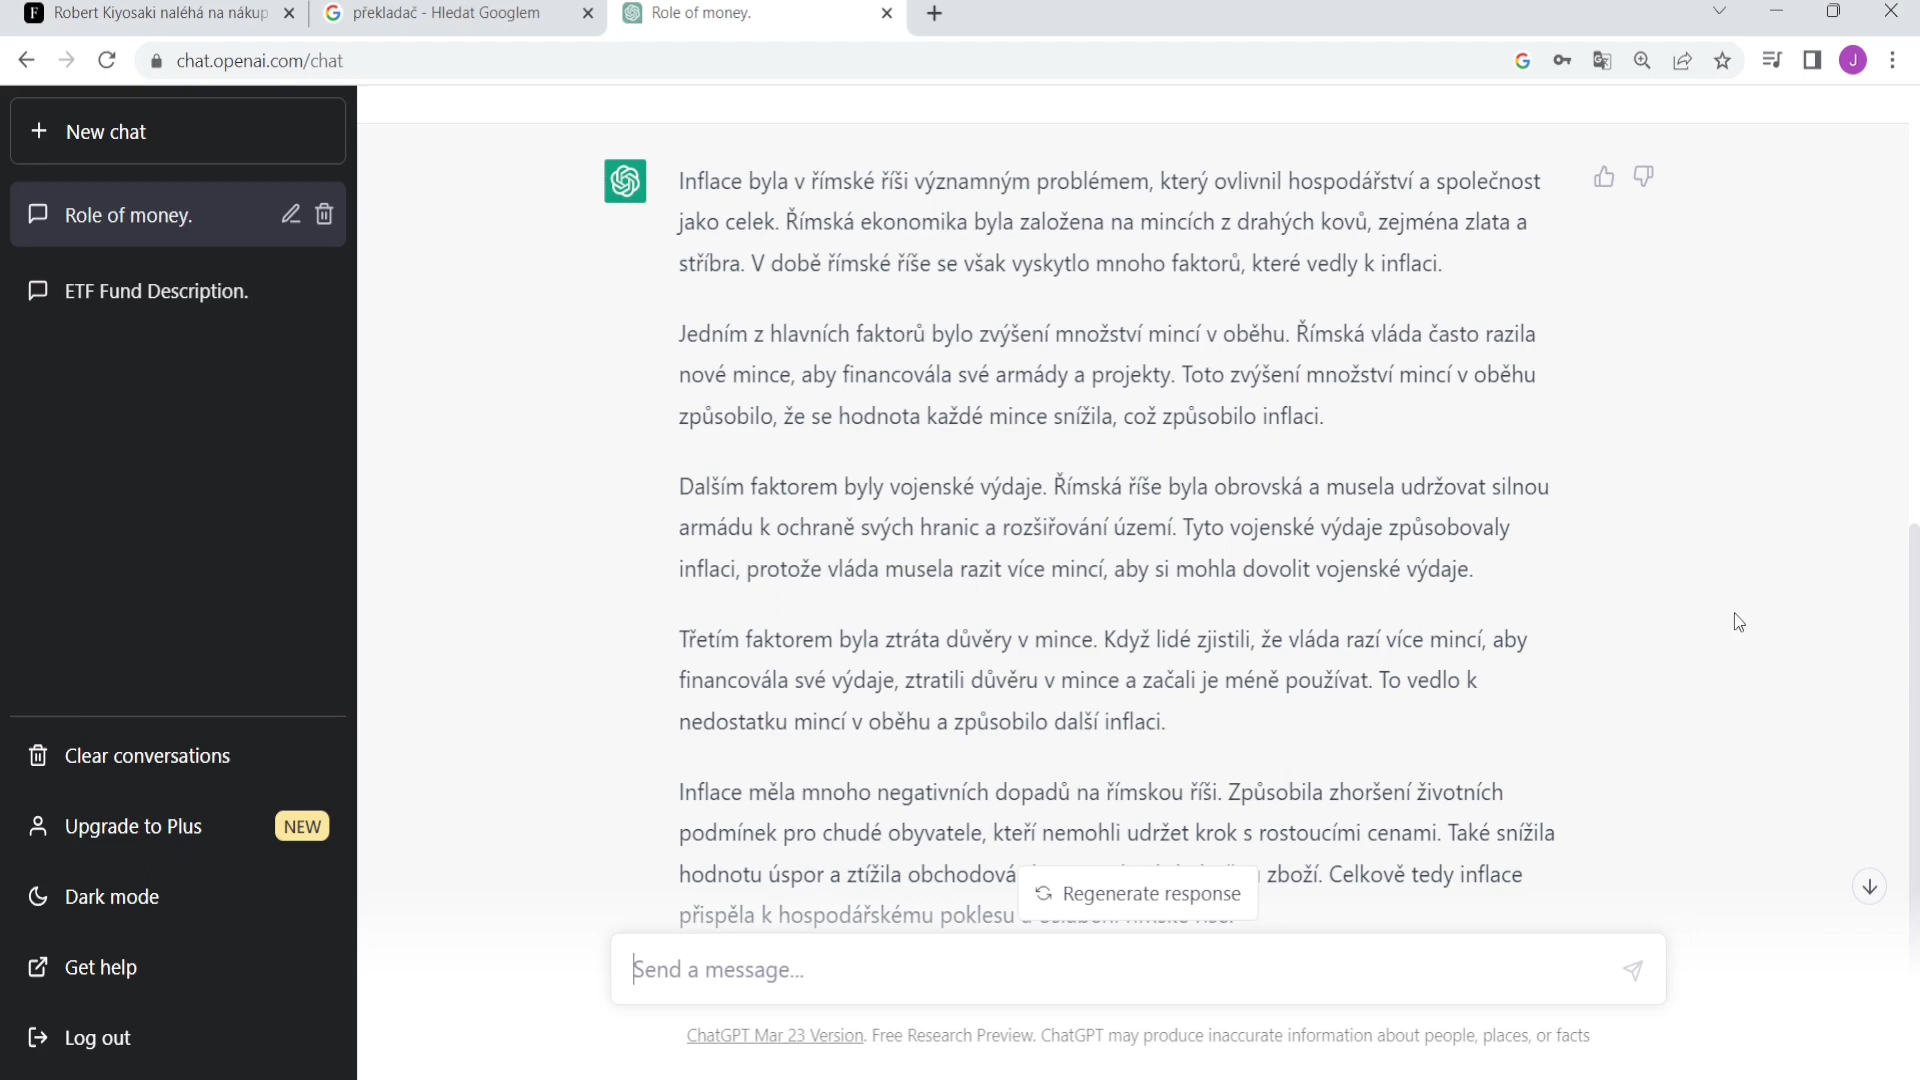 F Robert Kiyosaki naléhá na nákup
překladač - Hledat Googlem
Role of money.
chat.openai.com/chat
J
New chat
Role of money.
ETF Fund Description.
Clear conversations
Upgrade to Plus NEW
Dark mode
Get help
Log out
Inflace byla v římské říši významným problémem, který ovlivnil hospodářství a společnost
jako celek. Římská ekonomika byla založena na mincích z drahých kovů, zejména zlata a
stříbra. V době římské říše se však vyskytlo mnoho faktorů, které vedly k inflaci.
Jedním z hlavních faktorů bylo zvýšení množství mincí v oběhu. Římská vláda často razila
nové mince, aby financovála své armády a projekty. Toto zvýšení množství mincí v oběhu
způsobilo, že se hodnota každé mince snížila, což způsobilo inflaci.
Dalším faktorem byly vojenské výdaje. Římská říše byla obrovská a musela udržovat silnou
armádu k ochraně svých hranic a rozšiřování území. Tyto vojenské výdaje způsobovaly
inflaci, protože vláda musela razit více mincí, aby si mohla dovolit vojenské výdaje.
Třetím faktorem byla ztráta důvěry v mince. Když lidé zjistili, že vláda razí více mincí, aby
financovála své výdaje, ztratili důvěru v mince a začali je méně používat. To vedlo k
nedostatku mincí v oběhu a způsobilo další inflaci.
Inflace měla mnoho negativních dopadů na římskou říši. Způsobila zhoršení životních
podmínek pro chudé obyvatele, kteří nemohli udržet krok s rostoucími cenami. Také snížila
hodnotu úspor a ztížila obchodová zboží. Celkově tedy inflace
přispěla k hospodářskému poklesu
Regenerate response
Send a message...
ChatGPT Mar 23 Version. Free Research Preview. ChatGPT may produce inaccurate information about people, places, or facts